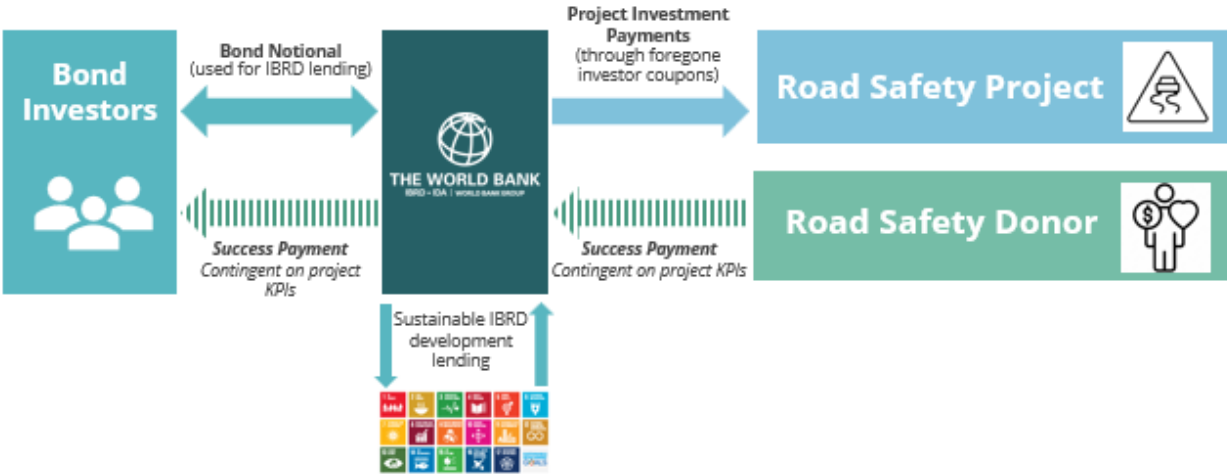 Bond
Investors
Bond Notional
(used for IBRD lending)
Success Payment
Contingent on project
KPIs
THE WORLD BANK
IBRD • IDA | WORLD BANK GROUP
Project Investment
Payments
(through foregone
investor coupons)
Success Payment
Contingent on project KPIs
Road Safety Project
Road Safety Donor
$
Sustainable IBRD
development
lending